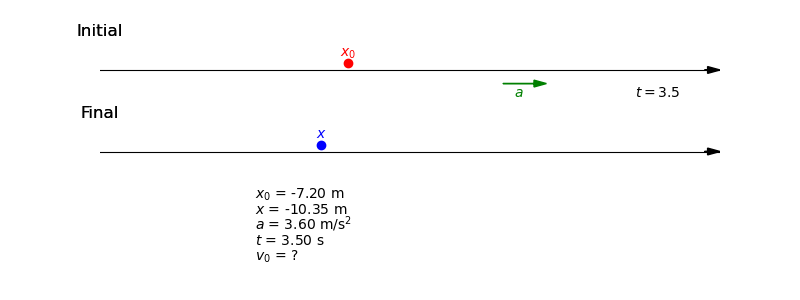 Initial
x₀
a
t = 3.5
Final
x
x₀ = -7.20 m
x = -10.35 m
a = 3.60 m/s²
t = 3.50 s
v₀ = ?